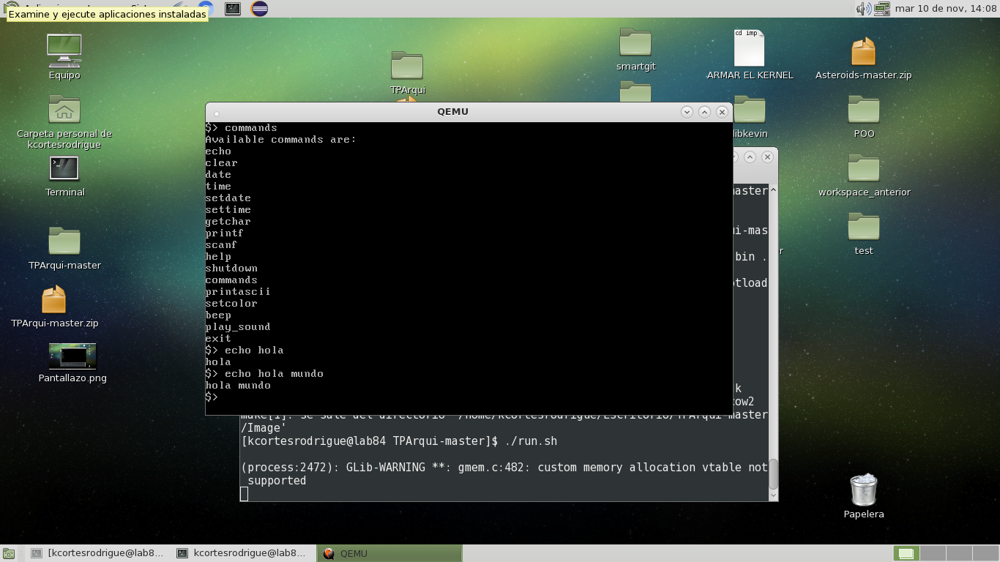 Examine y ejecute aplicaciones instaladas
mar 10 de nov, 14:08
Equipo
Carpeta personal de
kcortesrodrigue
Terminal
TPArqui-master
TPArqui-master.zip
Pantallazo.png
TPArqui
smartgit
cd imp
ARMAR EL KERNEL
Asteroids-master.zip
libkevin
POO
workspace_anterior
test
Papelera
QEMU
$> commands
Available commands are:
echo
clear
date
time
setdate
settime
getchar
printf
scanf
help
shutdown
commands
printascii
setcolor
beep
play_sound
exit
$> echo hola
hola
$> echo hola mundo
hola mundo
$>
aster
ui-mas
bin .
otload
k
cow2
make[1]: se sale del directorio «/home/kcortesrodrigue/Escritorio/TPArqui-master
/Image'
[kcortesrodrigue@lab84 TPArqui-master]$ ./run.sh
(process:2472): GLib-WARNING **: gmem.c:482: custom memory allocation vtable not
supported
[kcortesrodrigue@lab8...
kcortesrodrigue@lab8...
QEMU